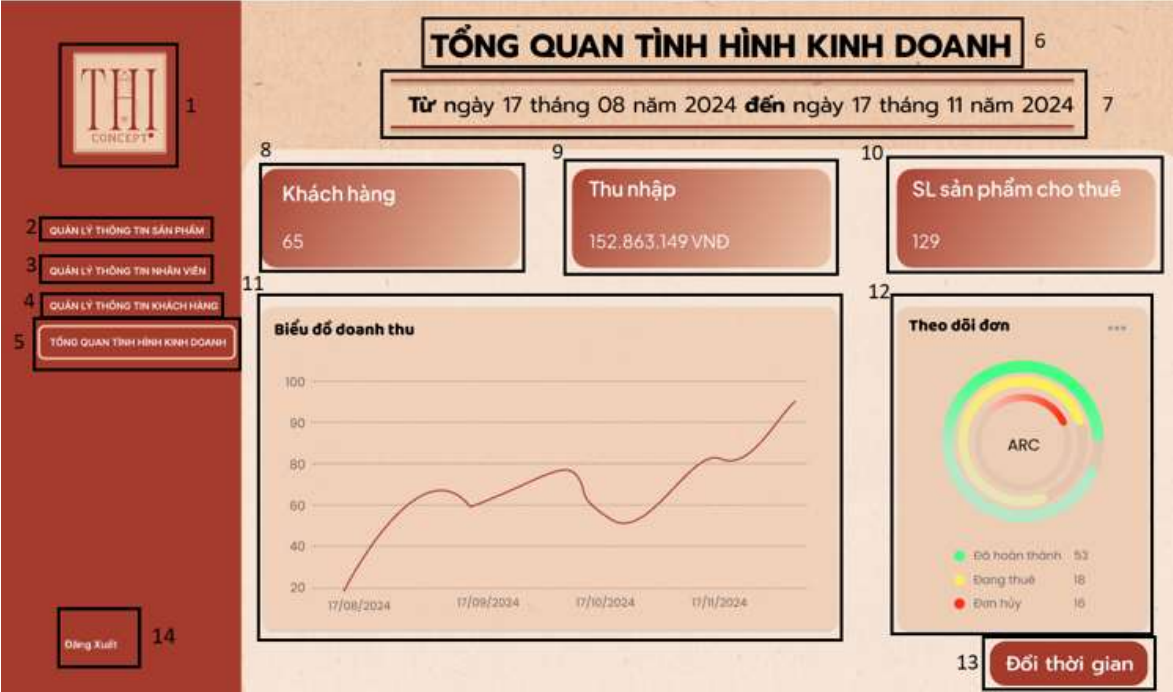 THỊ
CONCEPT
1
2
QUẢN LÝ THÔNG TIN SẢN PHẨM
3
QUẢN LÝ THÔNG TIN NHÂN VIÊN
4
QUẢN LÝ THÔNG TIN KHÁCH HÀNG
5
TỔNG QUAN TÌNH HÌNH KINH DOANH
Đăng Xuất
14
TỔNG QUAN TÌNH HÌNH KINH DOANH
6
Từ ngày 17 tháng 08 năm 2024 đến ngày 17 tháng 11 năm 2024
7
8
Khách hàng
65
9
Thu nhập
152.863.149 VNĐ
10
SL sản phẩm cho thuê
129
11
Biểu đồ doanh thu
100
90
80
60
40
20
17/08/2024 17/09/2024 17/10/2024 17/11/2024
12
Theo dõi đơn
ARC
Đã hoàn thành 53
Đang thuê 18
Đơn hủy 16
13
Đổi thời gian